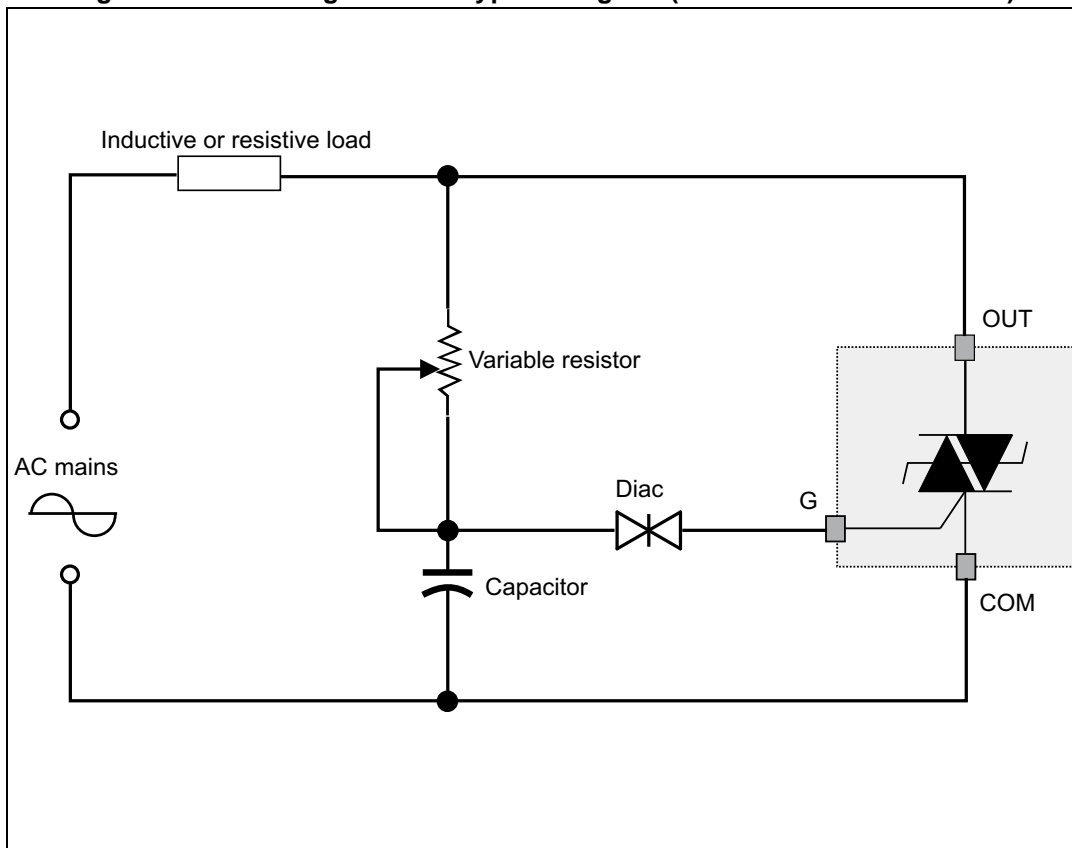 Inductive or resistive load
OUT
Variable resistor
AC mains
Diac
G
Capacitor
COM